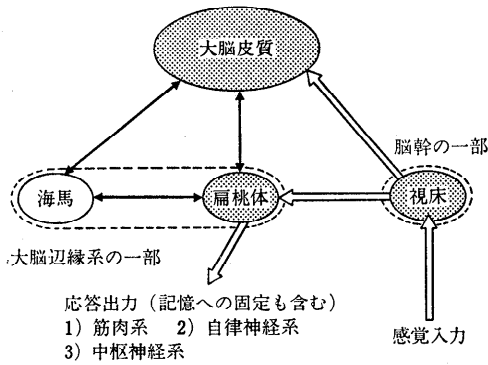 大脳皮質
脳幹の一部
海馬
扁桃体
視床
大脳辺縁系の一部
応答出力（記憶への固定も含む）
1）筋肉系　2）自律神経系
3）中枢神経系
感覚入力